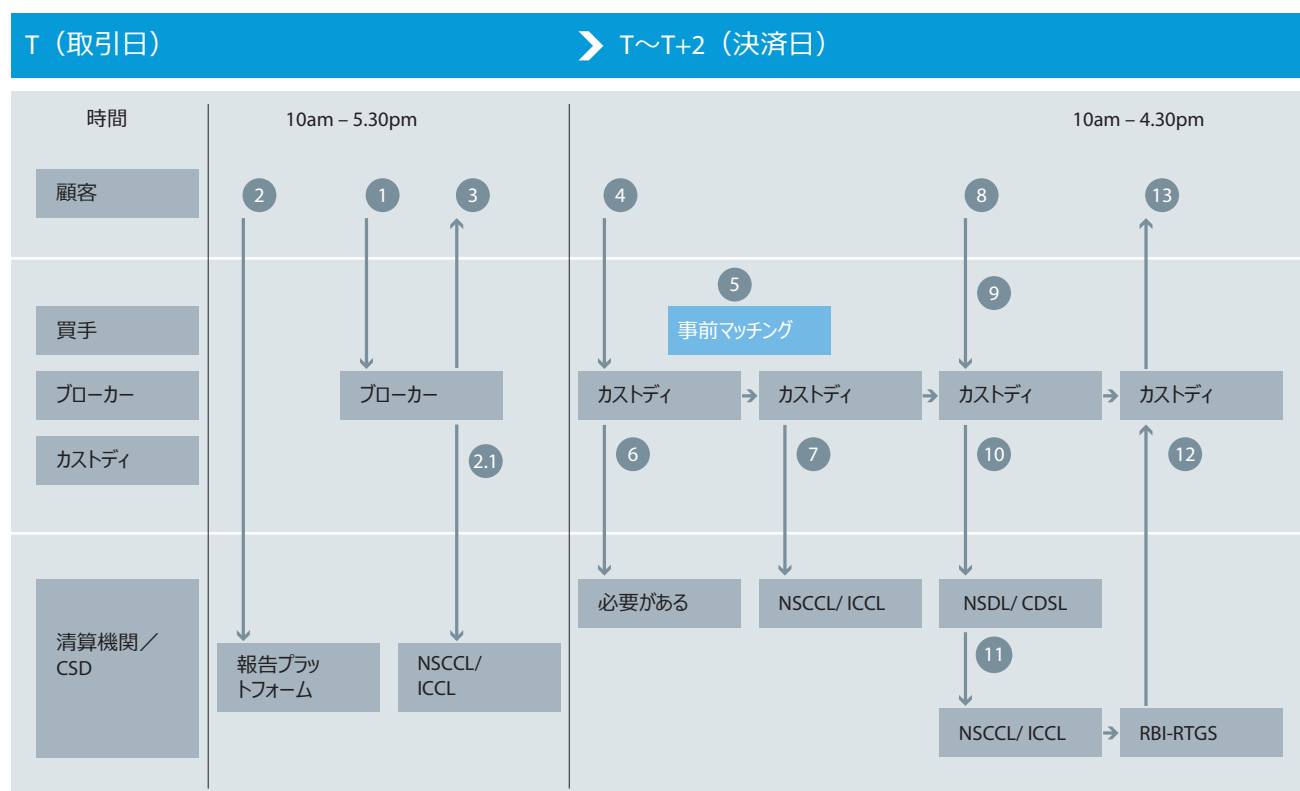 T（取引日）
T～T+2（決済日）
時間
10am – 5.30pm
10am – 4.30pm
顧客
2
1
3
4
8
13
買手
5
事前マッチング
9
ブローカー
ブローカー
カストディ
カストディ
カストディ
カストディ
カストディ
2.1
6
7
10
12
清算機関／
CSD
報告プラッ
トフォーム
NSCCL/
ICCL
必要がある
NSCCL/ ICCL
NSDL/ CDSL
11
NSCCL/ ICCL
RBI-RTGS